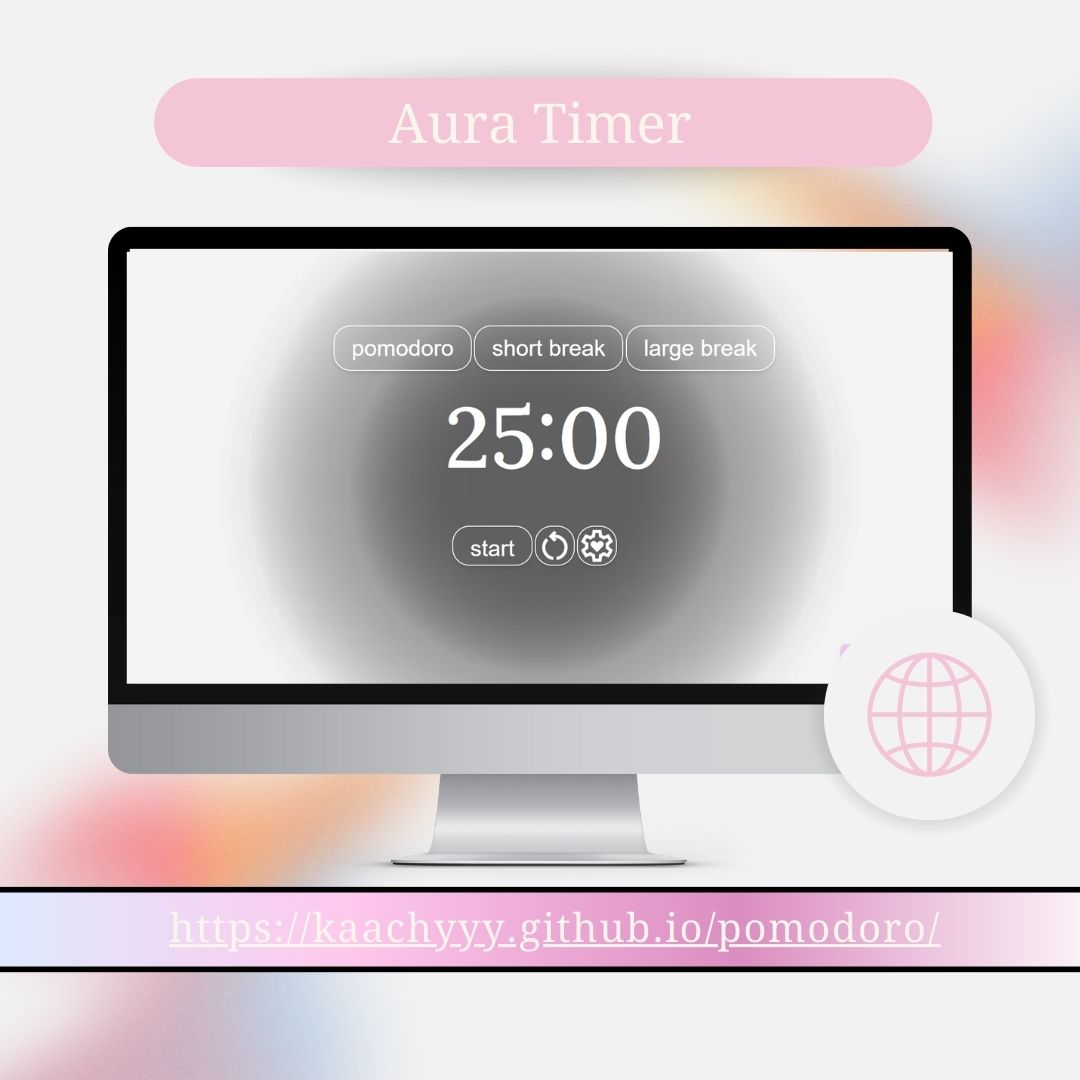 Aura Timer
pomodoro short break large break
25:00
start
https://kaachyyy.github.io/pomodoro/